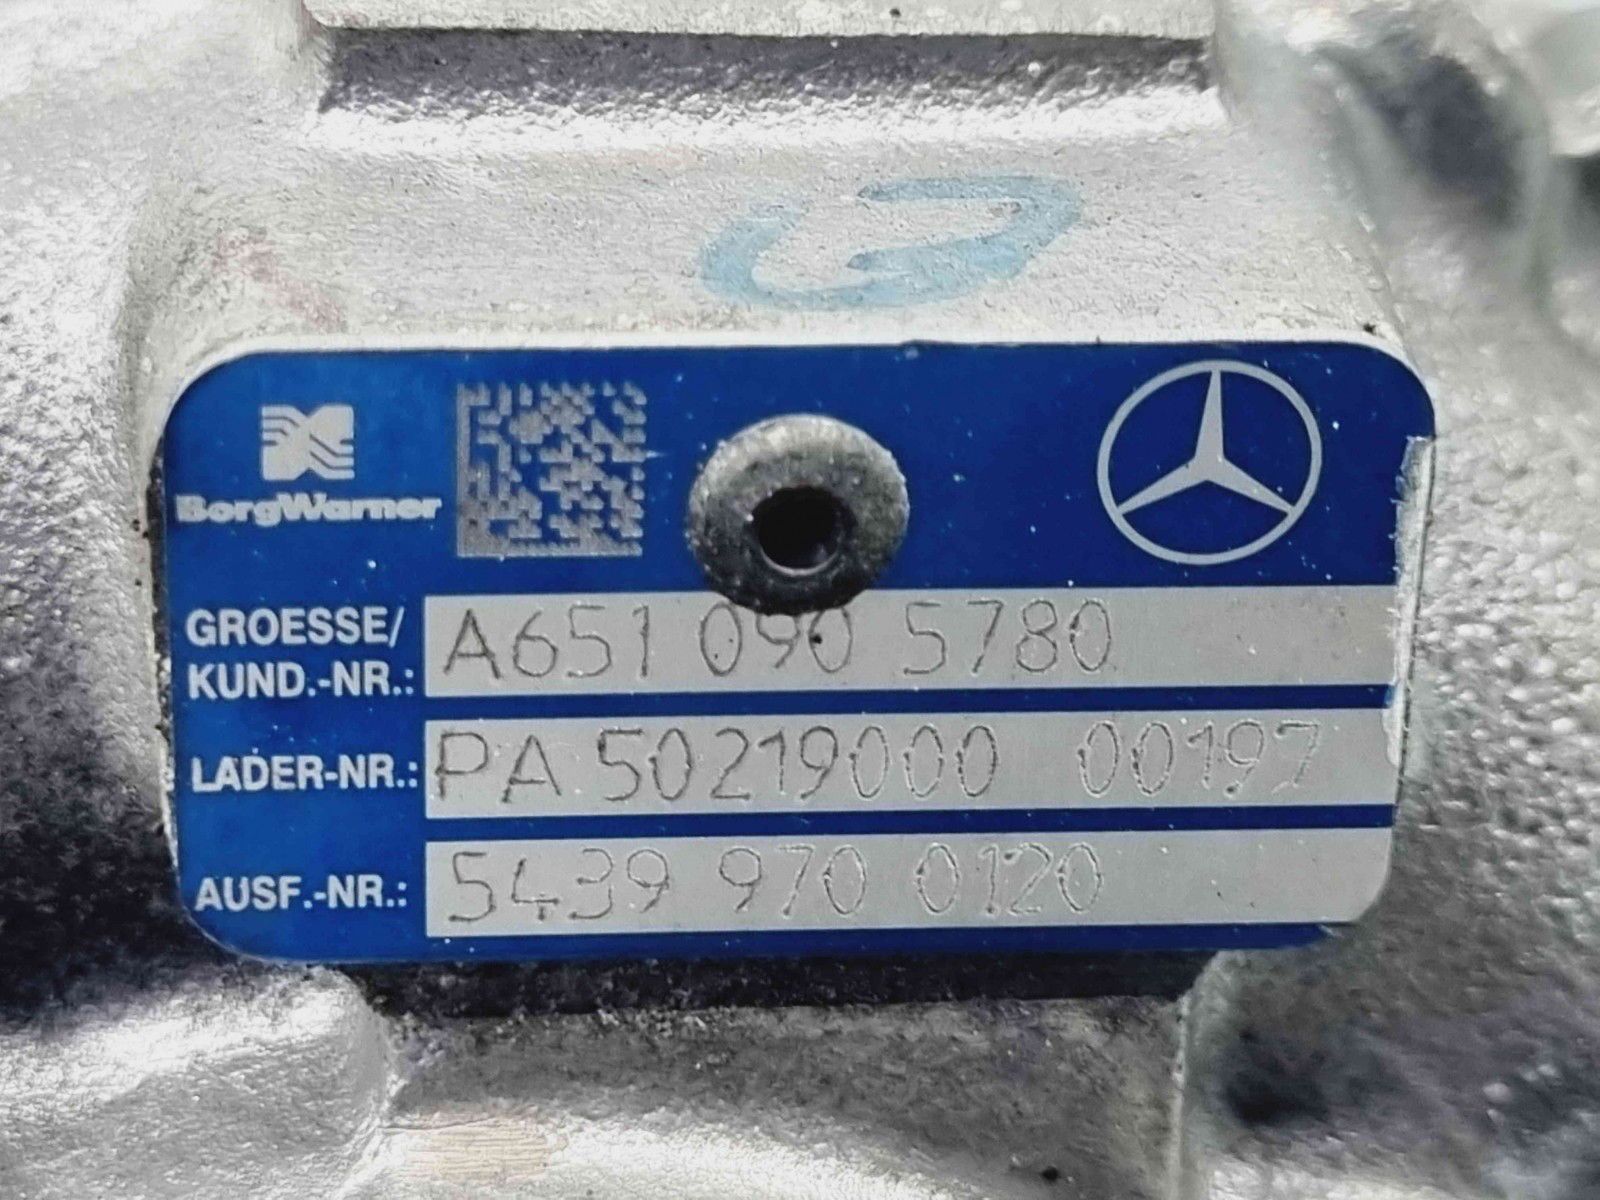 BorgWarner
GROESSE/
KUND.-NR.: A651 090 5780
LADER-NR.: PA 50219000 00197
AUSF.-NR.: 5439 970 0120